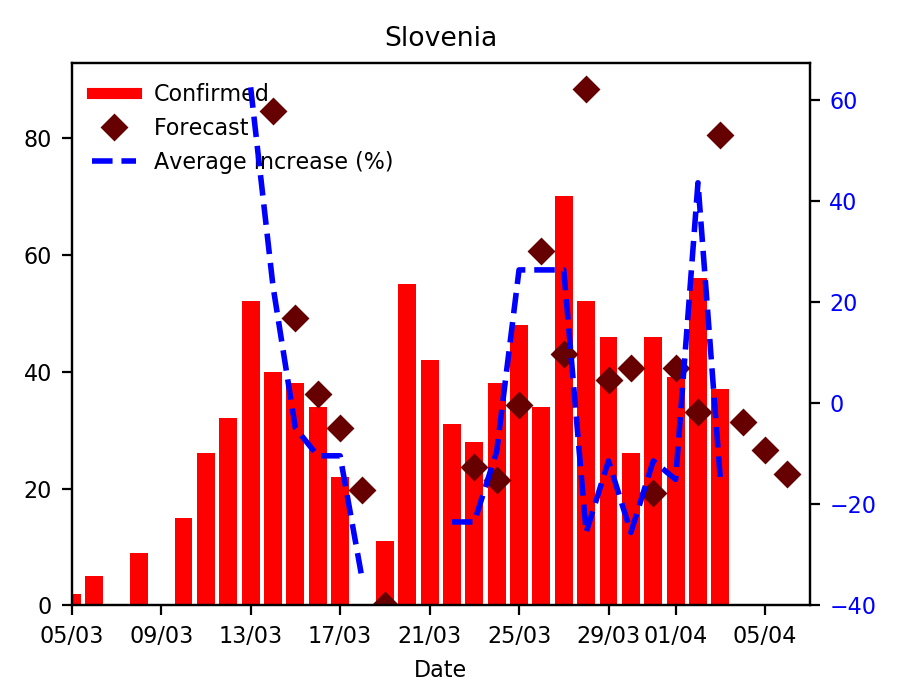 Slovenia
Confirmed
Forecast
Average increase (%)
80
60
40
20
0
60
40
20
0
−20
−40
05/03 09/03 13/03 17/03 21/03 25/03 29/03 01/04 05/04
Date